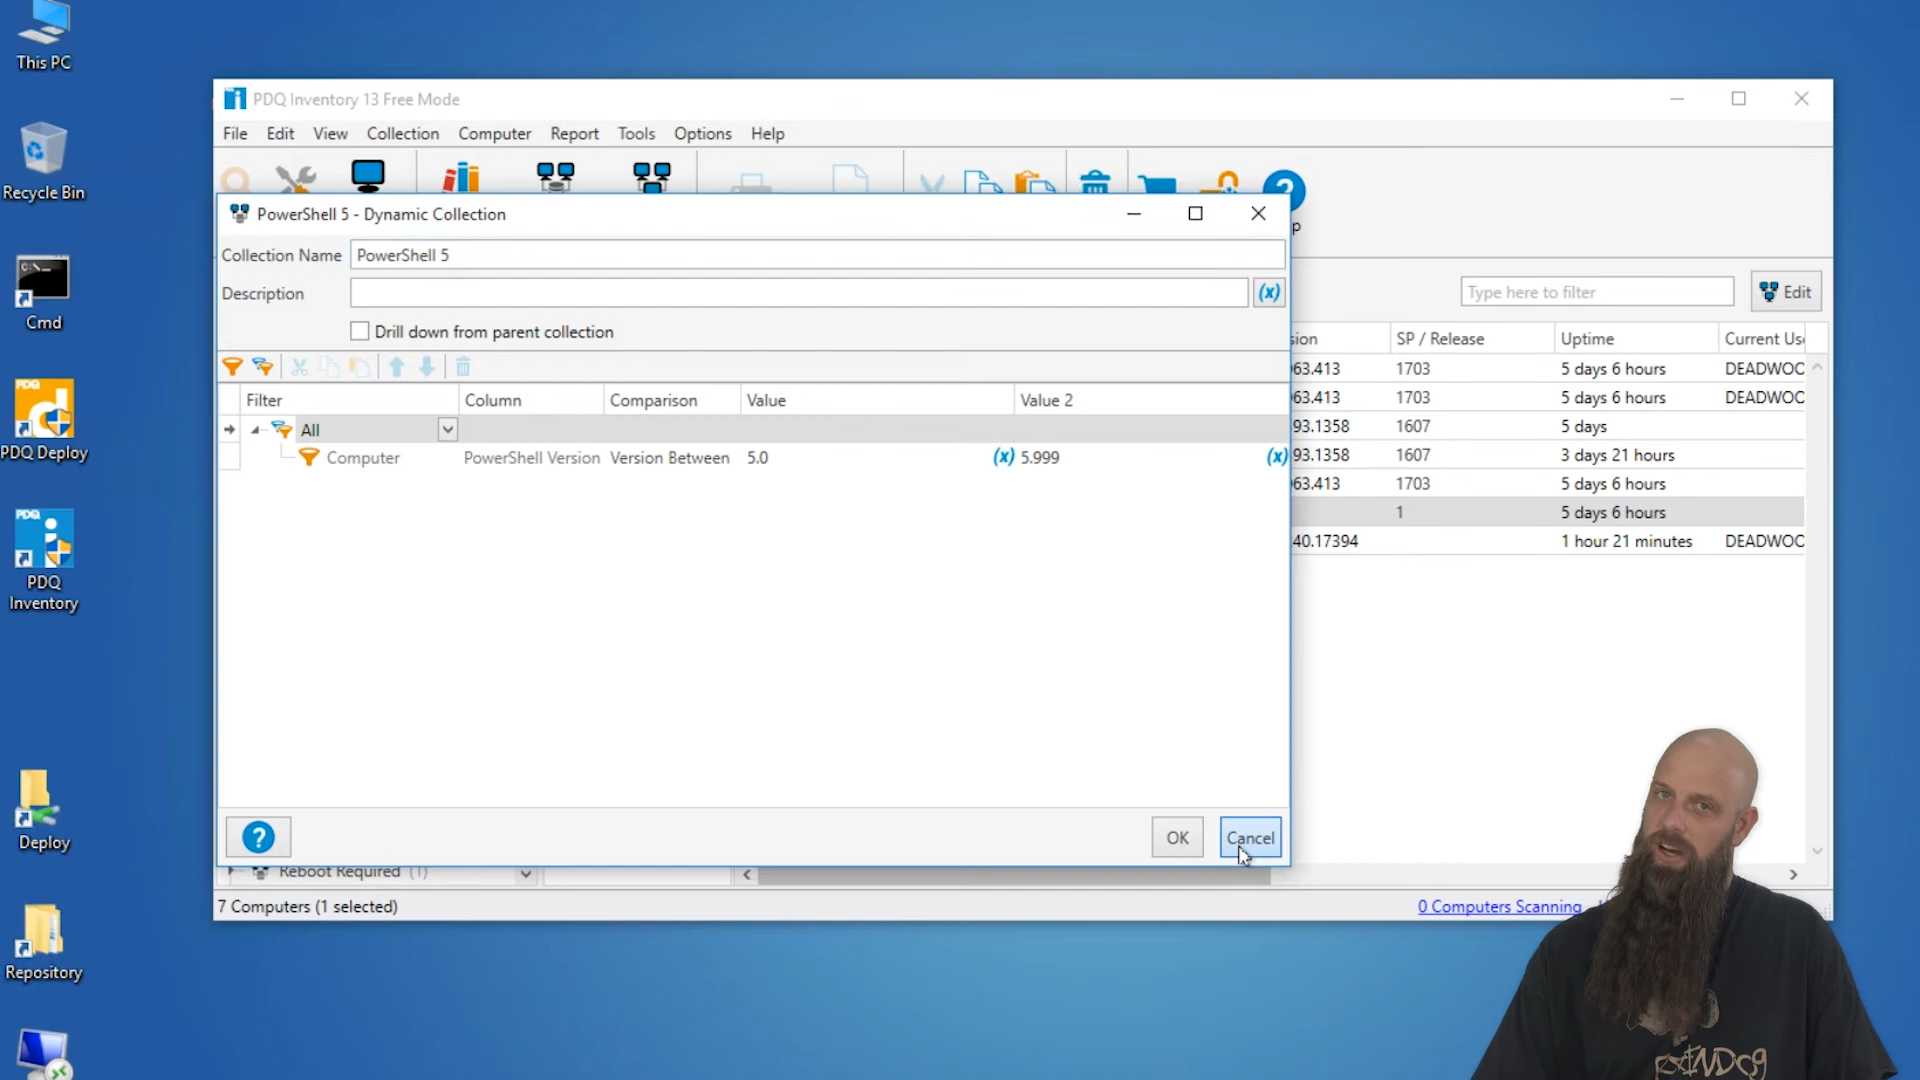 This PC
Recycle Bin
Cmd
PDQ
PDQ Deploy
PDQ
PDQ
Inventory
Deploy
Repository
PDQ Inventory 13 Free Mode
File Edit View Collection Computer Report Tools Options Help
PowerShell 5 - Dynamic Collection
Collection Name PowerShell 5
Description (x)
Drill down from parent collection
Filter Column Comparison Value Value 2
All
Computer PowerShell Version Version Between 5.0 (x) 5.999 (x)
? OK Cancel
Type here to filter Edit
sion SP / Release Uptime Current Us
63.413 1703 5 days 6 hours DEADWOO
63.413 1703 5 days 6 hours DEADWOO
93.1358 1607 5 days
93.1358 1607 3 days 21 hours
63.413 1703 5 days 6 hours
1 5 days 6 hours
40.17394 1 hour 21 minutes DEADWOO
Reboot Required (1)
7 Computers (1 selected)
0 Computers Scanning